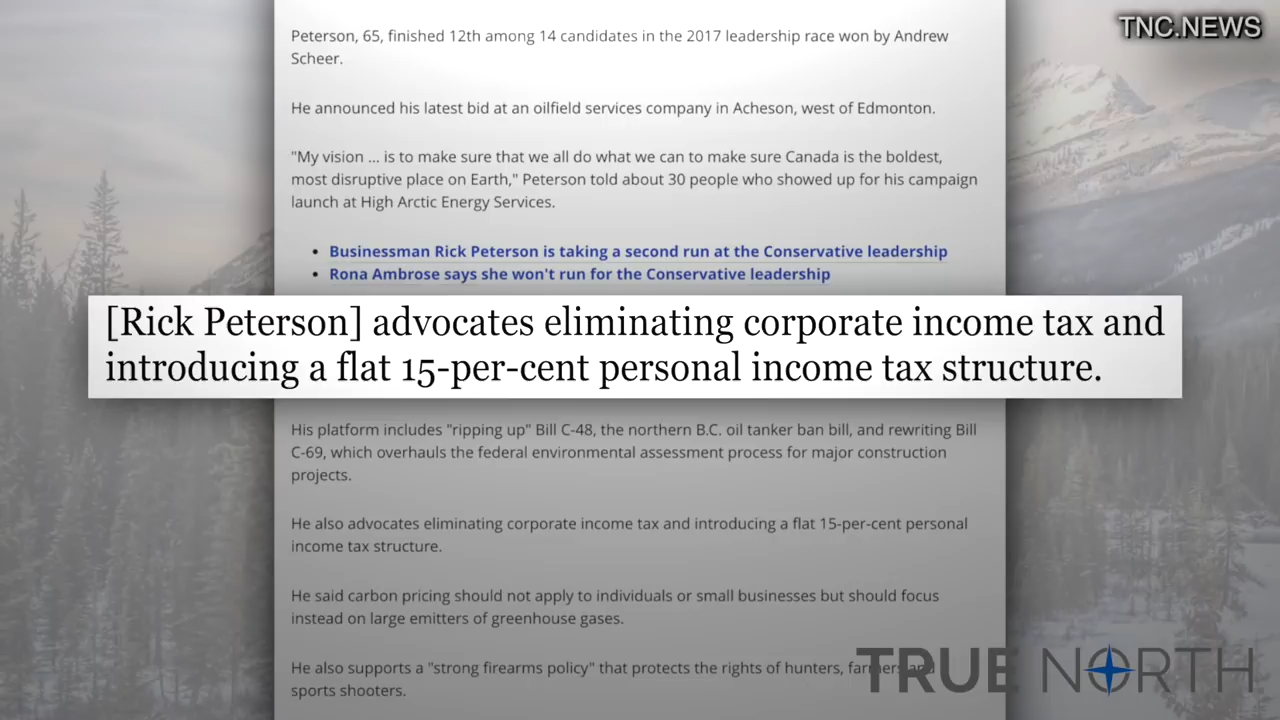 TNC.NEWS
Peterson, 65, finished 12th among 14 candidates in the 2017 leadership race won by Andrew
Scheer.
He announced his latest bid at an oilfield services company in Acheson, west of Edmonton.
"My vision ... is to make sure that we all do what we can to make sure Canada is the boldest,
most disruptive place on Earth," Peterson told about 30 people who showed up for his campaign
launch at High Arctic Energy Services.
• Businessman Rick Peterson is taking a second run at the Conservative leadership
• Rona Ambrose says she won't run for the Conservative leadership
[Rick Peterson] advocates eliminating corporate income tax and
introducing a flat 15-per-cent personal income tax structure.
His platform includes "ripping up" Bill C-48, the northern B.C. oil tanker ban bill, and rewriting Bill
C-69, which overhauls the federal environmental assessment process for major construction
projects.
He also advocates eliminating corporate income tax and introducing a flat 15-per-cent personal
income tax structure.
He said carbon pricing should not apply to individuals or small businesses but should focus
instead on large emitters of greenhouse gases.
He also supports a "strong firearms policy" that protects the rights of hunters, farmers and
sports shooters.
TRUE NORTH